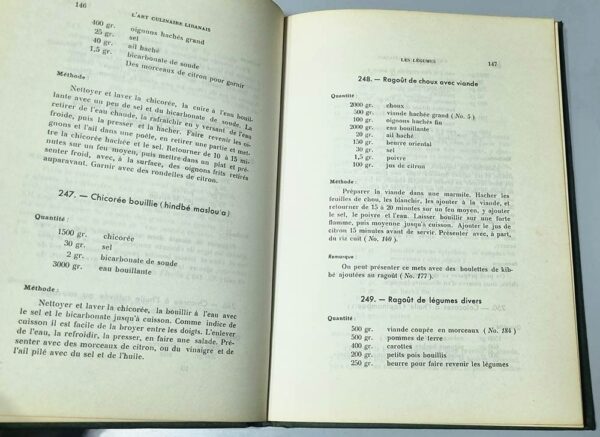 146
L'ART CULINAIRE LIBANAIS
400 gr. oignons hachés grand
25 gr. sel
40 gr. ail haché
1,5 gr. bicarbonate de soude
Des morceaux de citron pour garnir
Méthode :
Nettoyer et laver la chicorée, la cuire à l'eau bouil-
lante avec un peu de sel et du bicarbonate de soude. La
retirer de l'eau chaude, la rafraîchir en y versant de l'eau
froide, puis la presser et la hacher. Faire revenir les oi-
gnons et l'ail dans une poêle, en retirer une partie et met-
tre la chicorée hachée et le sel. Retourner de 10 à 15 mi-
nutes sur un feu moyen, puis mettre dans un plat et pré-
senter froid, avec, à la surface, des oignons frits retirés
auparavant. Garnir avec des rondelles de citron.
247. — Chicorée bouillie (hindbé maslou'a)
Quantité :
1500 gr. chicorée
30 gr. sel
2 gr. bicarbonate de soude
3000 gr. eau bouillante
Méthode :
Nettoyer et laver la chicorée, la bouillir à l'eau avec
le sel et le bicarbonate jusqu'à cuisson. Comme indice de
cuisson il est facile de la broyer entre les doigts. L'enlever
de l'eau, la refroidir, la presser, en faire une salade. Pré-
senter avec des morceaux de citron, ou du vinaigre et de
l'ail pilé avec du sel et de l'huile.
LES LÉGUMES
147
248. — Ragoût de choux avec viande
Quantité :
2000 gr. choux
500 gr. viande hachée grand (No. 5)
100 gr. oignons hachés fin
2000 gr. eau bouillante
20 gr. ail haché
150 gr. beurre oriental
30 gr. sel
1,5 gr. poivre
100 gr. jus de citron
Méthode :
Préparer la viande dans une marmite. Hacher les
feuilles de choux, les blanchir, les ajouter à la viande, et
retourner de 15 à 20 minutes sur un feu moyen, y ajouter
le sel, le poivre et l'eau. Laisser bouillir sur une forte
flamme, puis moyenne jusqu'à cuisson. Ajouter le jus de
citron 15 minutes avant de servir. Présenter avec, à part,
du riz cuit (No. 160).
Remarque
On peut présenter ce mets avec des boulettes de kib-
bé ajoutées au ragoût (No. 177).
249. — Ragoût de légumes divers
Quantité :
500 gr. viande coupée en morceaux (No. 184)
500 gr. pommes de terre
400 gr. carottes
200 gr. petits pois bouillis
250 gr. beurre pour faire revenir les légumes